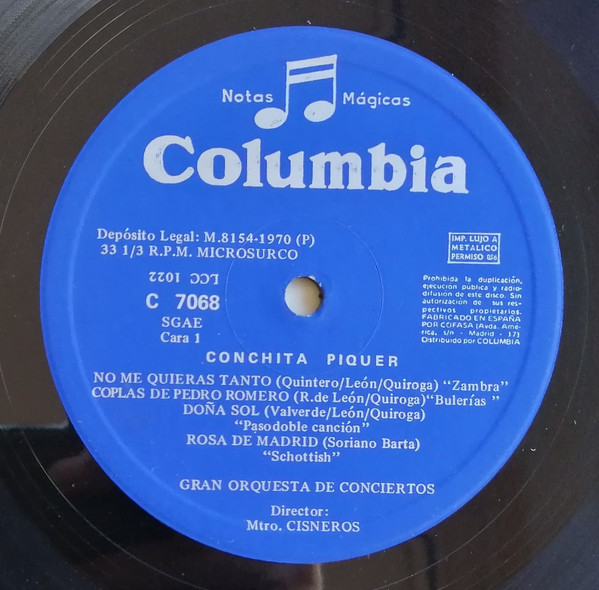 Notas Mágicas
Columbia
Depósito Legal: M.8154-1970 (P)
33 1/3 R.P.M. MICROSURCO
IMP. LUJO A
METALICO
PERMISO 056
LCC 1022
C 7068
SGAE
Cara 1
Prohibida la duplicación,
ejecución pública y radio-
difusión de este disco. Sin
autorización de sus res-
pectivos propietarios.
FABRICADO EN ESPAÑA
POR COFASA (Avda. Amé-
rica, s/n - Madrid - 17)
Distribuido por COLUMBIA
CONCHITA PIQUER
NO ME QUIERAS TANTO (Quintero/León/Quiroga) "Zambra"
COPLAS DE PEDRO ROMERO (R.de León/Quiroga) "Bulerías"
DOÑA SOL (Valverde/León/Quiroga)
"Pasodoble canción"
ROSA DE MADRID (Soriano Barta)
"Schottish"
GRAN ORQUESTA DE CONCIERTOS
Director:
Mtro. CISNEROS